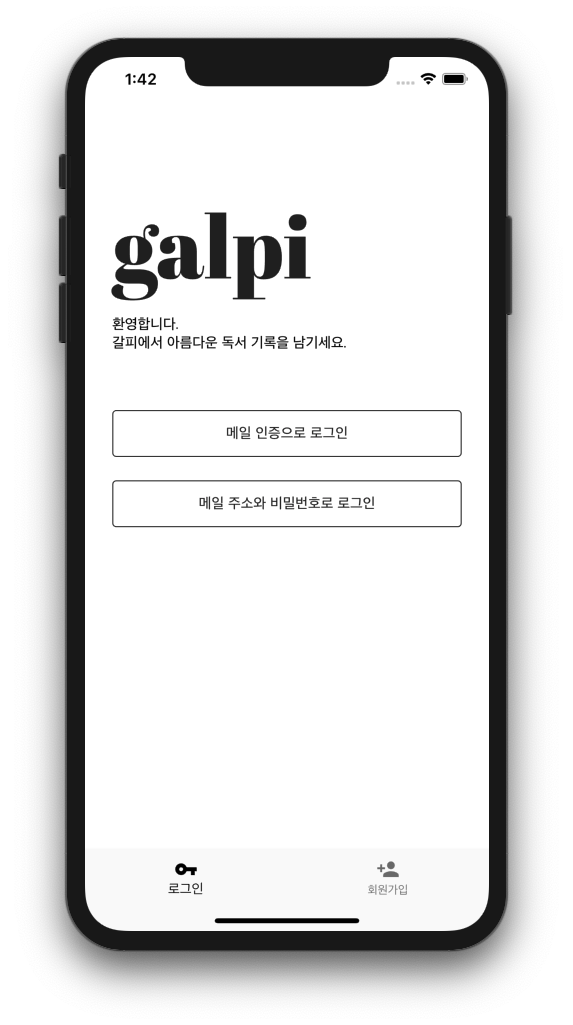 1:42
galpi
환영합니다.
갈피에서 아름다운 독서 기록을 남기세요.
메일 인증으로 로그인
메일 주소와 비밀번호로 로그인
로그인
회원가입